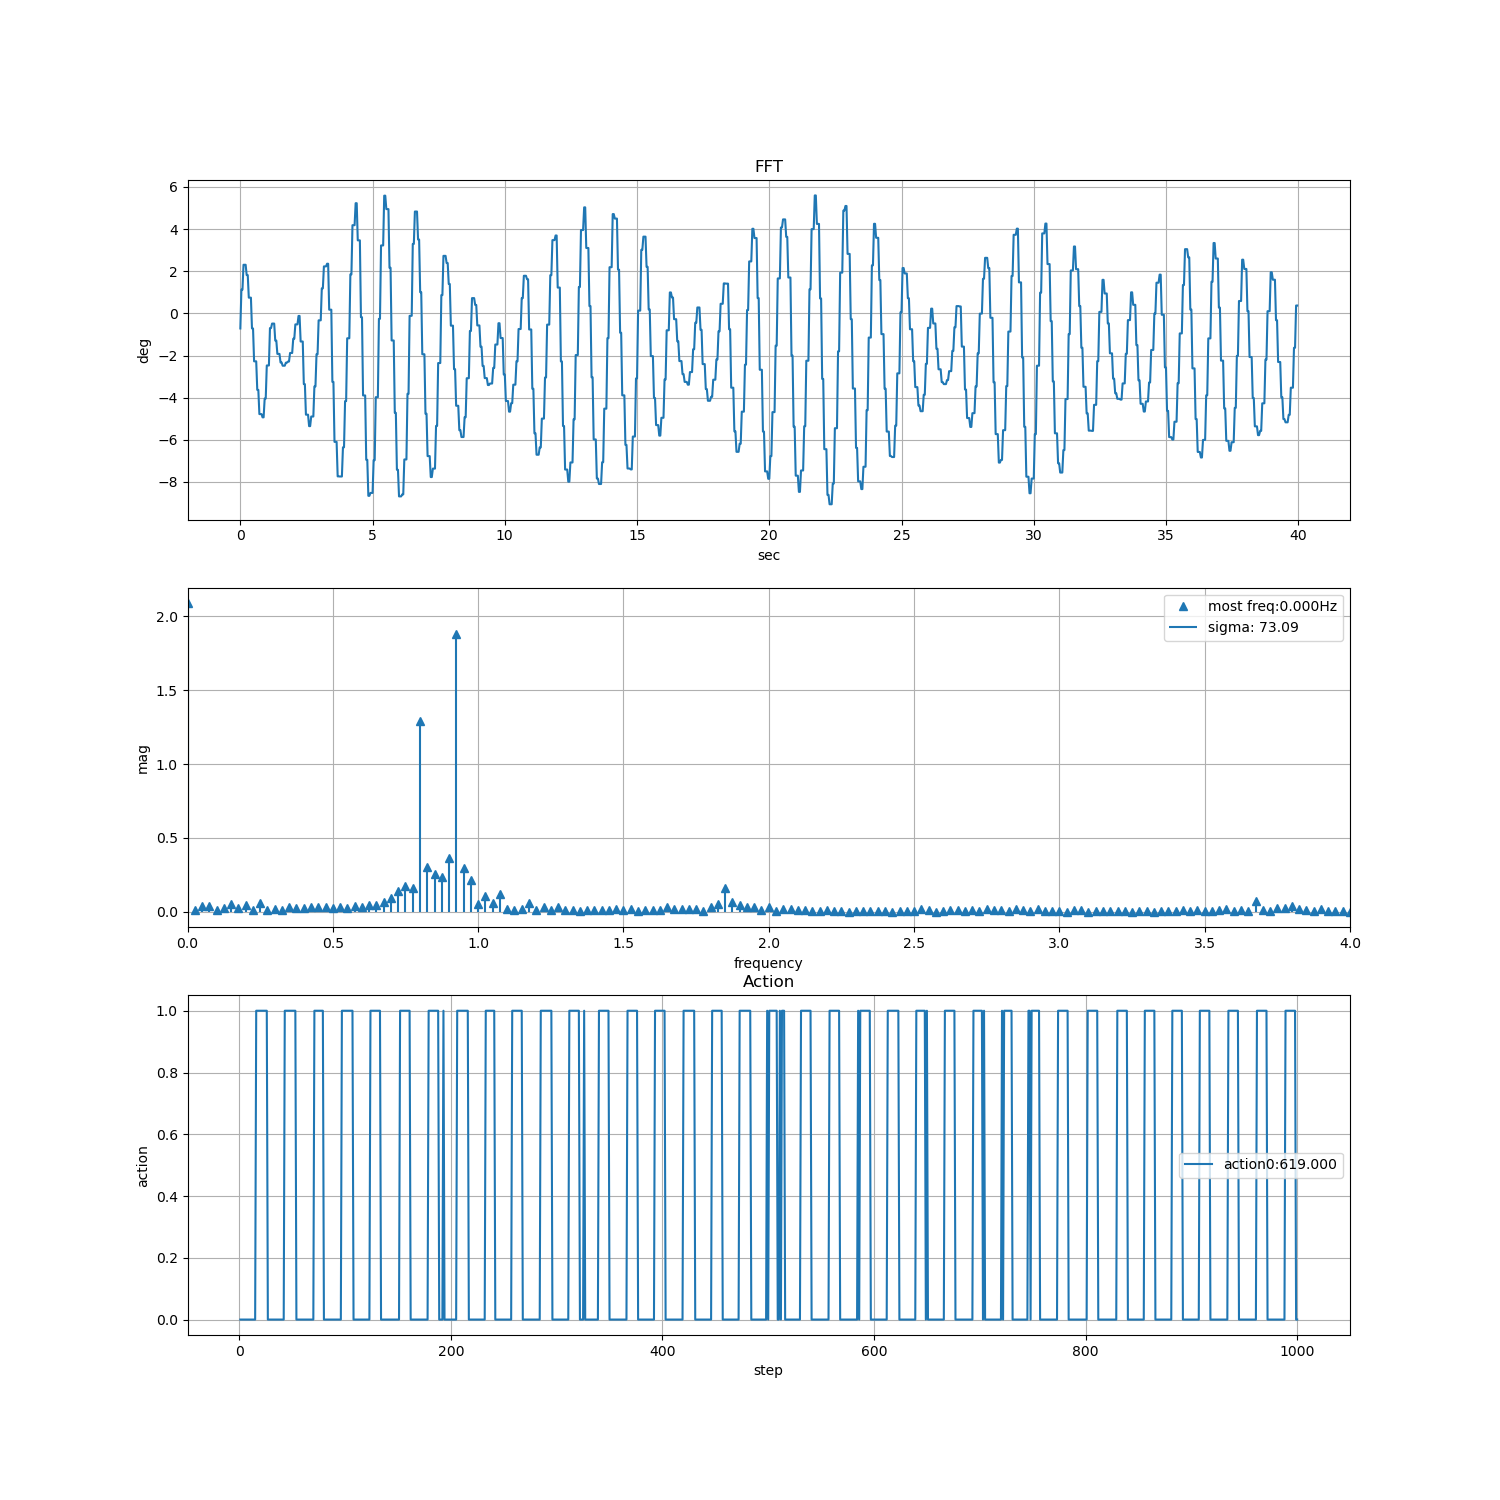 FFT
6
4
2
0
−2
−4
−6
−8
deg
0 5 10 15 20 25 30 35 40
sec
2.0
1.5
1.0
0.5
0.0
mag
most freq:0.000Hz
sigma: 73.09
0.0 0.5 1.0 1.5 2.0 2.5 3.0 3.5 4.0
frequency
Action
1.0
0.8
0.6
0.4
0.2
0.0
action
action0:619.000
0 200 400 600 800 1000
step